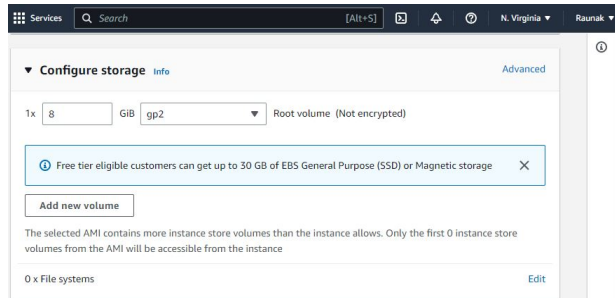 Services Search [Alt+S] N. Virginia ▼ Raunak ▼
▼ Configure storage Info Advanced
1x 8 GiB gp2 ▼ Root volume (Not encrypted)
Free tier eligible customers can get up to 30 GB of EBS General Purpose (SSD) or Magnetic storage
Add new volume
The selected AMI contains more instance store volumes than the instance allows. Only the first 0 instance store
volumes from the AMI will be accessible from the instance
0 x File systems Edit